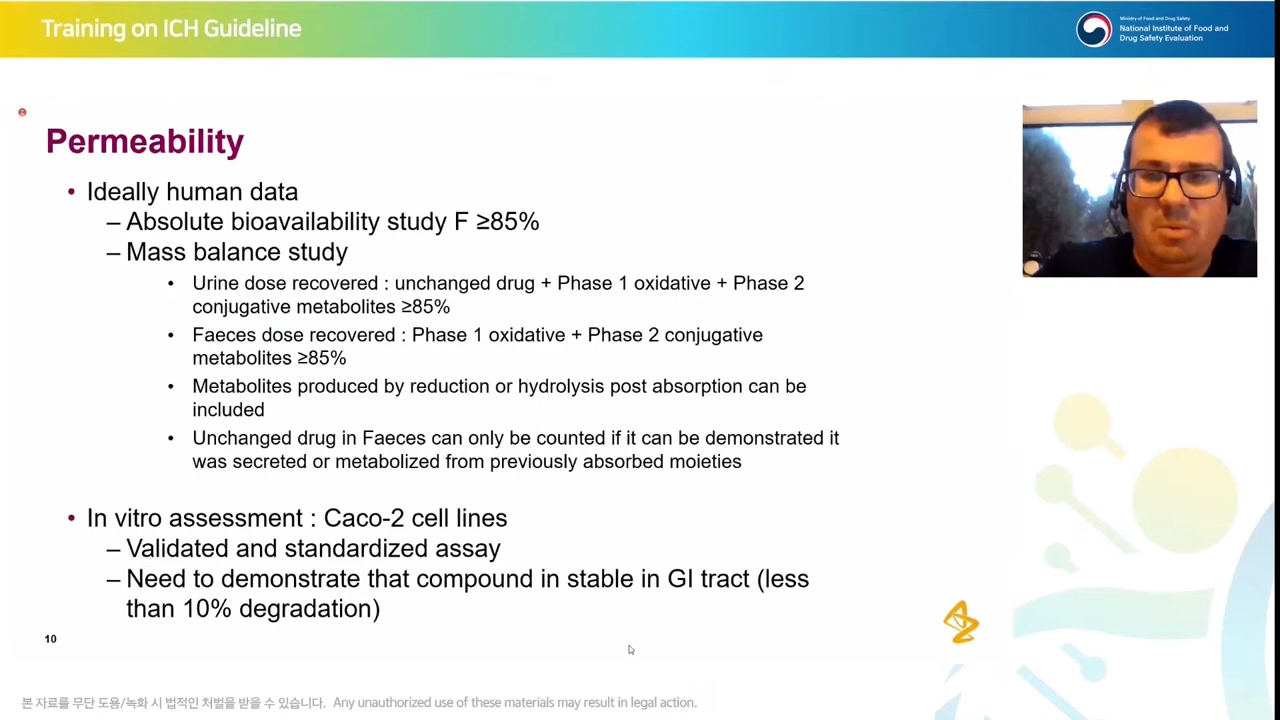 Training on ICH Guideline
Ministry of Food and Drug Safety
National Institute of Food and
Drug Safety Evaluation
Permeability
• Ideally human data
– Absolute bioavailability study F ≥85%
– Mass balance study
• Urine dose recovered : unchanged drug + Phase 1 oxidative + Phase 2
conjugative metabolites ≥85%
• Faeces dose recovered : Phase 1 oxidative + Phase 2 conjugative
metabolites ≥85%
• Metabolites produced by reduction or hydrolysis post absorption can be
included
• Unchanged drug in Faeces can only be counted if it can be demonstrated it
was secreted or metabolized from previously absorbed moieties
• In vitro assessment : Caco-2 cell lines
– Validated and standardized assay
– Need to demonstrate that compound in stable in GI tract (less
than 10% degradation)
10
본 자료를 무단 도용/녹화 시 법적인 처벌을 받을 수 있습니다. Any unauthorized use of these materials may result in legal action.